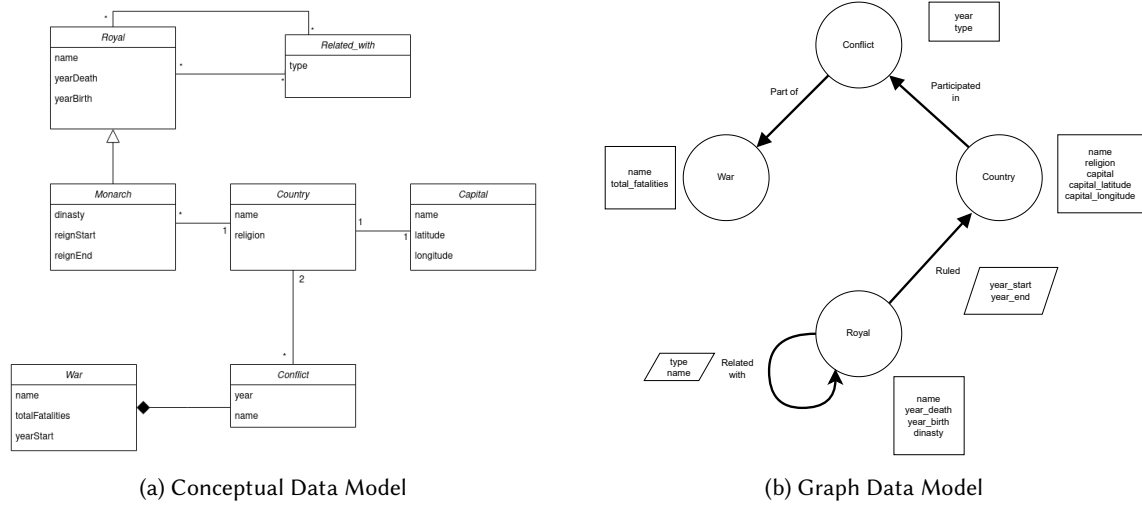 *
*
Royal
name
yearDeath
yearBirth
*
*
Related_with
type
Monarch
dinasty
reignStart
reignEnd
*
1
Country
name
religion
1
1
Capital
name
latitude
longitude
2
*
War
name
totalFatalities
yearStart
Conflict
year
name
(a) Conceptual Data Model
Conflict
year
type
Part of
Participated
in
name
total_fatalities
War
Country
name
religion
capital
capital_latitude
capital_longitude
Ruled
year_start
year_end
Royal
type
name
Related
with
name
year_death
year_birth
dinasty
(b) Graph Data Model